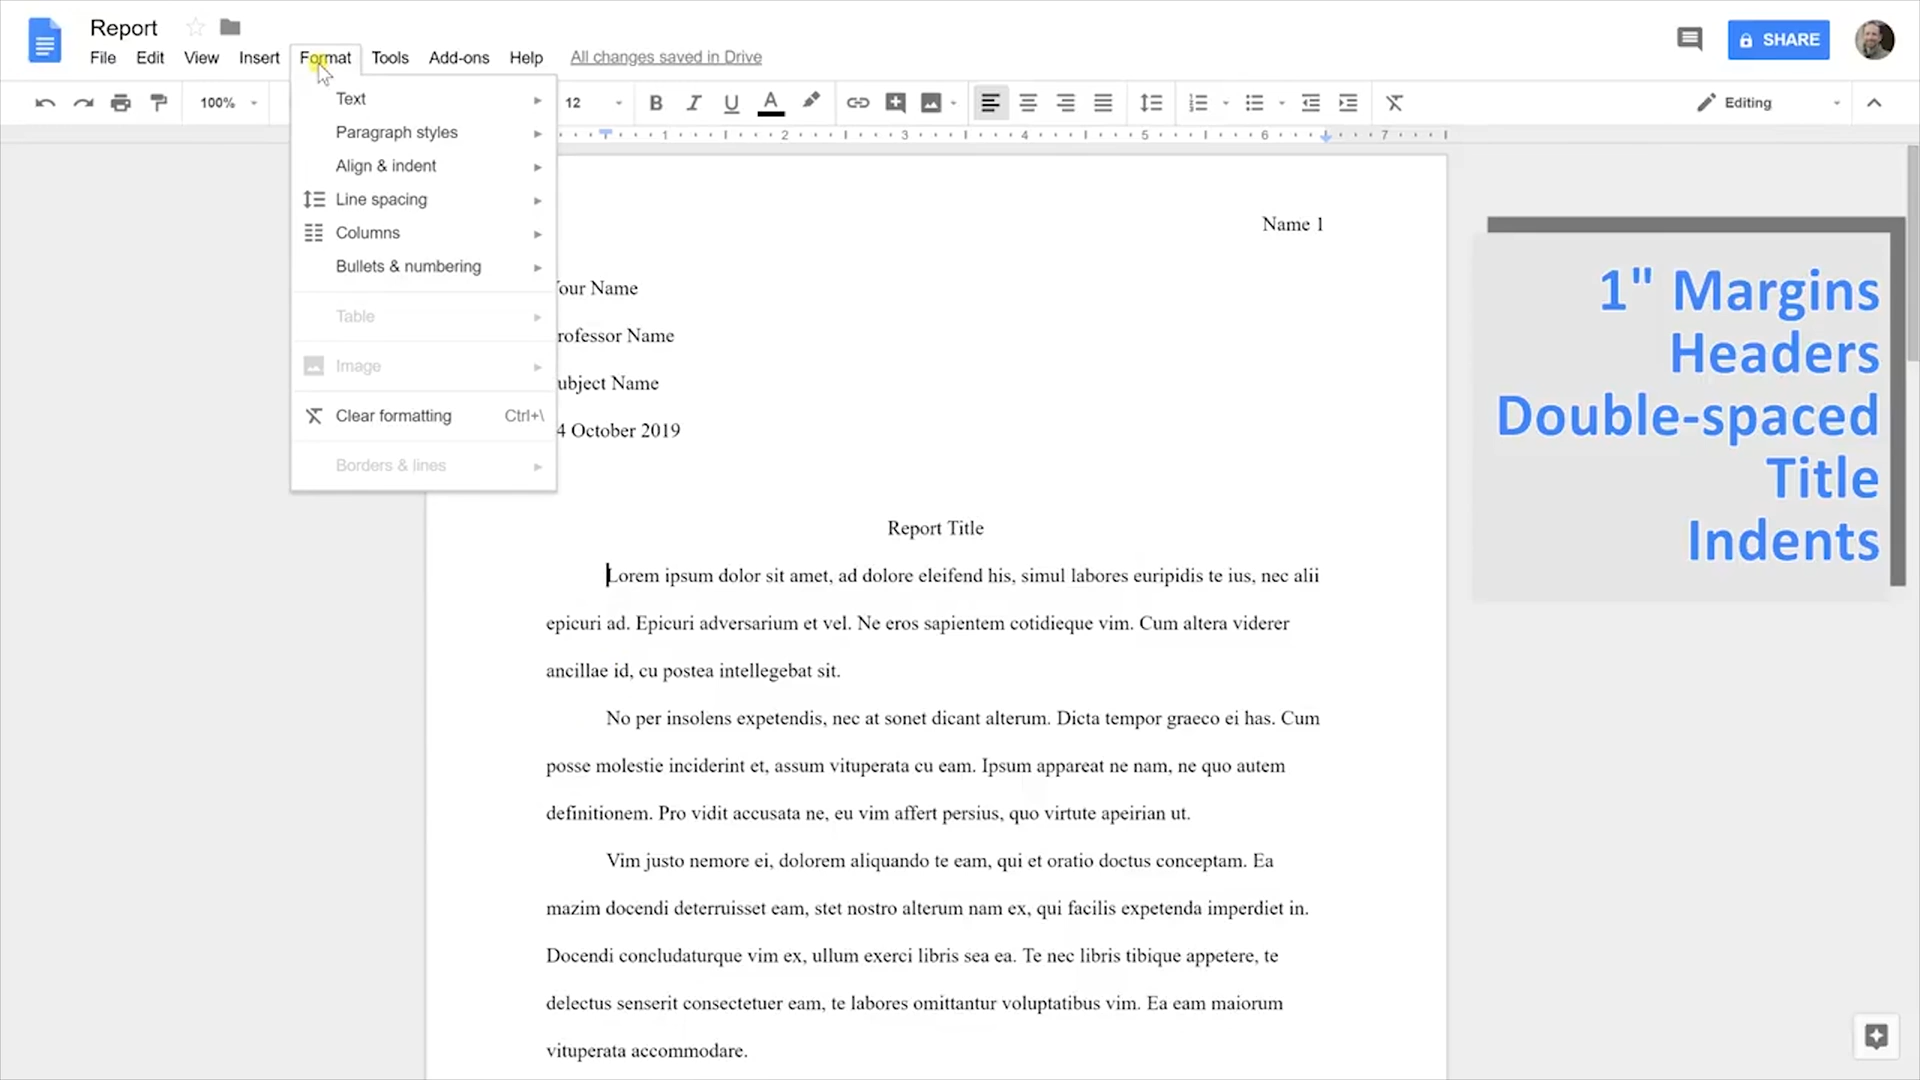 Report
File Edit View Insert Format Tools Add-ons Help All changes saved in Drive
SHARE
100% 12 Editing
1 2 3 4 5 6 7
Text
Paragraph styles
Align & indent
Line spacing
Columns
Bullets & numbering
Table
Image
Clear formatting Ctrl+\
Borders & lines
Name 1
Your Name
rofessor Name
ubject Name
4 October 2019
Report Title
Lorem ipsum dolor sit amet, ad dolore eleifend his, simul labores euripidis te ius, nec alii
epicuri ad. Epicuri adversarium et vel. Ne eros sapientem cotidieque vim. Cum altera viderer
ancillae id, cu postea intellegebat sit.
No per insolens expetendis, nec at sonet dicant alterum. Dicta tempor graeco ei has. Cum
posse molestie inciderint et, assum vituperata cu eam. Ipsum appareat ne nam, ne quo autem
definitionem. Pro vidit accusata ne, eu vim affert persius, quo virtute apeirian ut.
Vim justo nemore ei, dolorem aliquando te eam, qui et oratio doctus conceptam. Ea
mazim docendi deterruisset eam, stet nostro alterum nam ex, qui facilis expetenda imperdiet in.
Docendi concludaturque vim ex, ullum exerci libris sea ea. Te nec libris tibique appetere, te
delectus senserit consectetuer eam, te labores omittantur voluptatibus vim. Ea eam maiorum
vituperata accommodare.
1" Margins
Headers
Double-spaced
Title
Indents